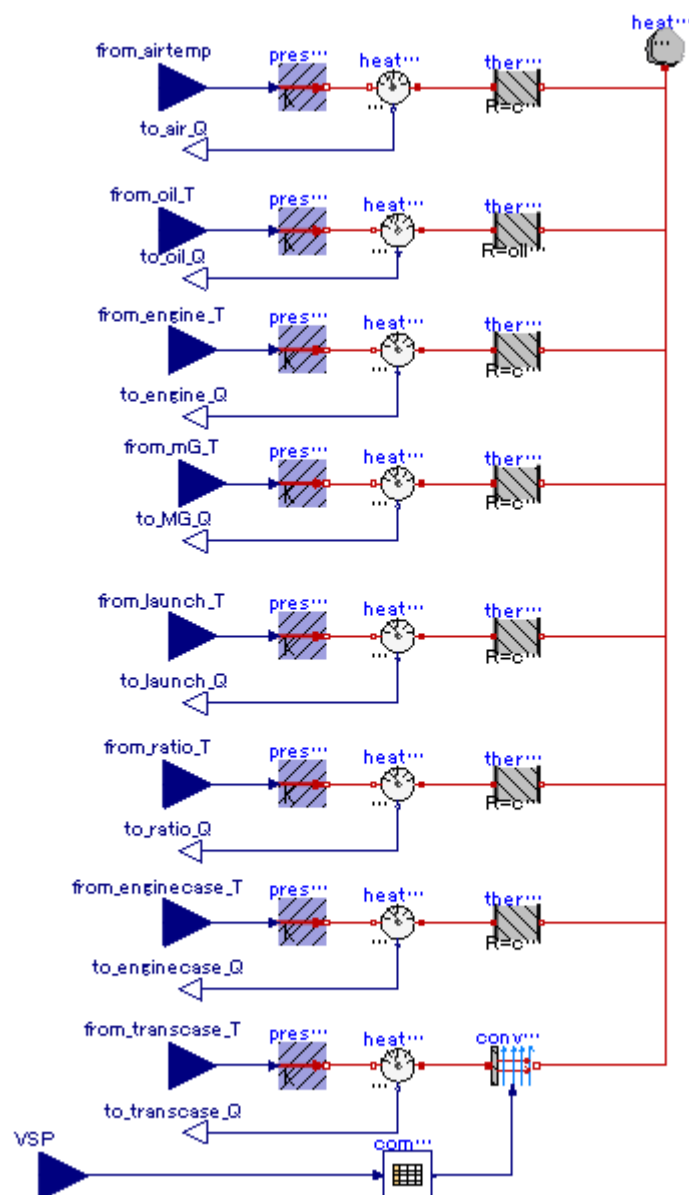 heat…
…
from_airtemp
pres…
heat…
ther…
K
…
R=c…
to_air_Q
from_oil_T
pres…
heat…
ther…
K
…
R=oil…
to_oil_Q
from_engine_T
pres…
heat…
ther…
K
…
R=c…
to_engine_Q
from_mG_T
pres…
heat…
ther…
K
…
R=c…
to_MG_Q
from_launch_T
pres…
heat…
ther…
K
…
R=c…
to_launch_Q
from_ratio_T
pres…
heat…
ther…
K
…
R=c…
to_ratio_Q
from_enginecase_T
pres…
heat…
ther…
K
…
R=c…
to_enginecase_Q
from_transcase_T
pres…
heat…
conv…
K
…
to_transcase_Q
VSP
com…